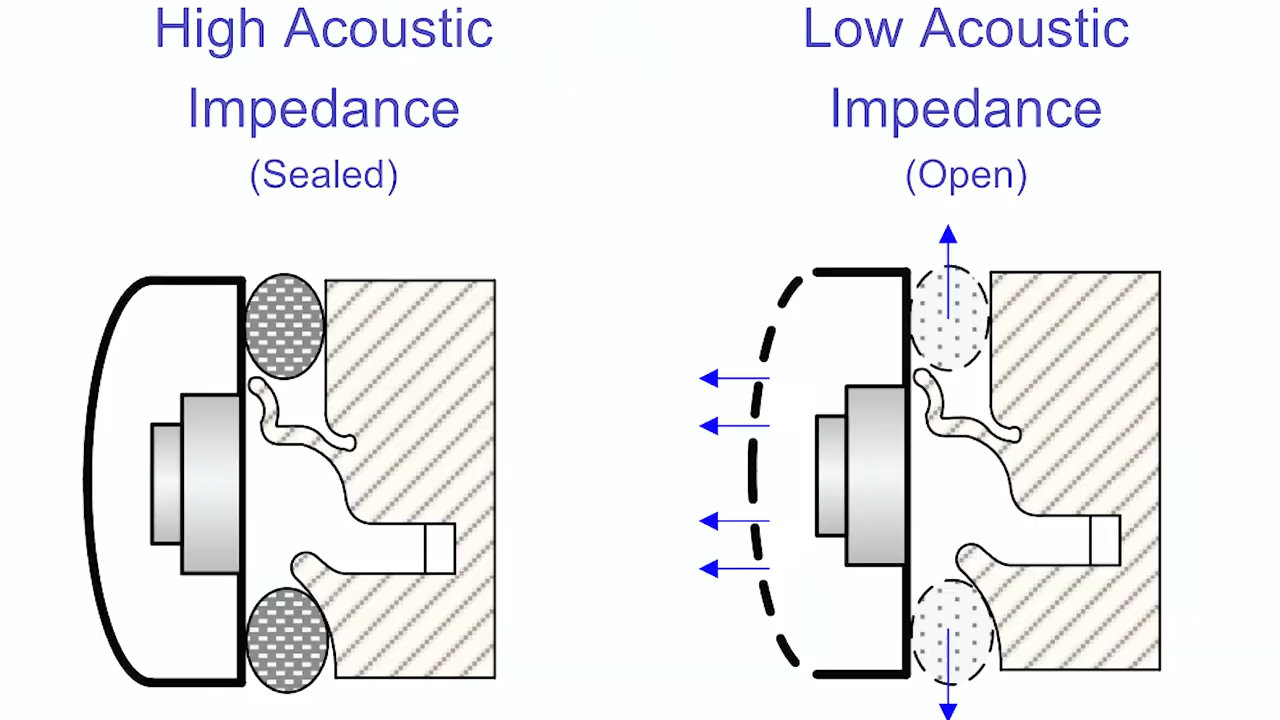 High Acoustic
Impedance
(Sealed)
Low Acoustic
Impedance
(Open)